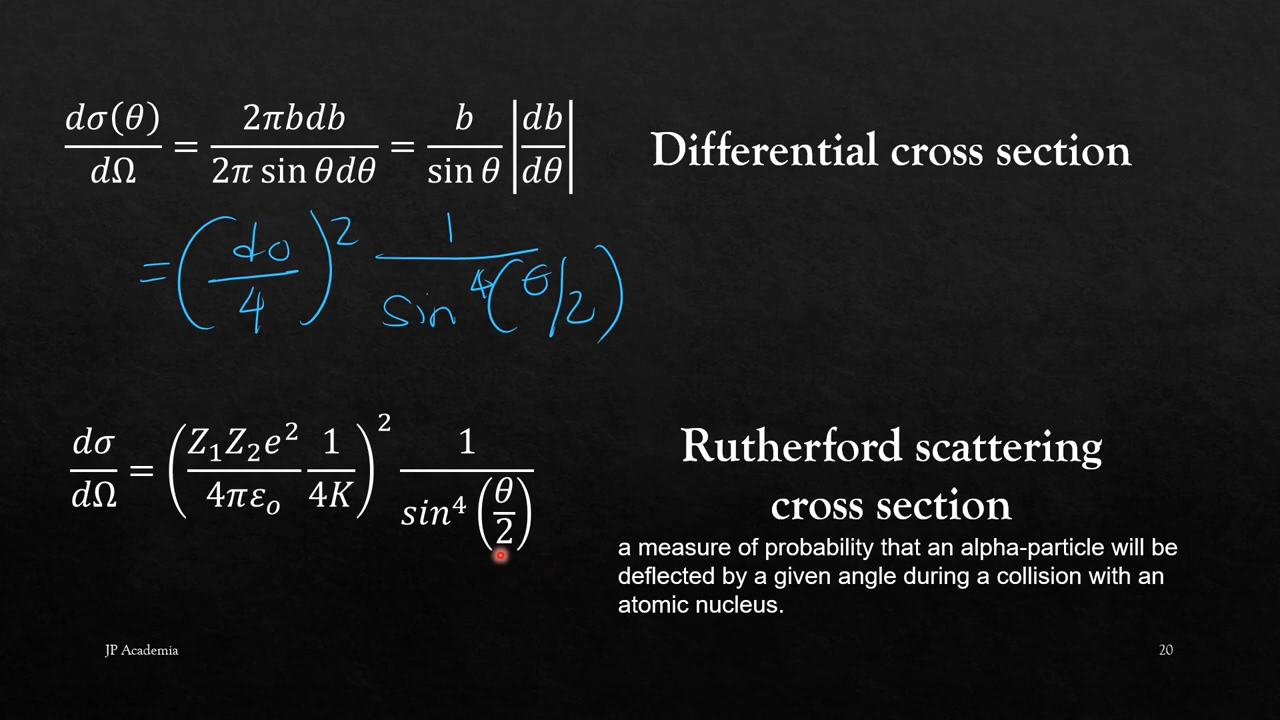 dσ(θ)/dΩ = 2πbdb/2π sin θdθ = b/sin θ |db/dθ|
Differential cross section
= (do/4)² 1/sin⁴(θ/2)
dσ/dΩ = (Z₁Z₂e²/4πε₀ 1/4K)² 1/sin⁴(θ/2)
Rutherford scattering
cross section
a measure of probability that an alpha-particle will be
deflected by a given angle during a collision with an
atomic nucleus.
JP Academia
20